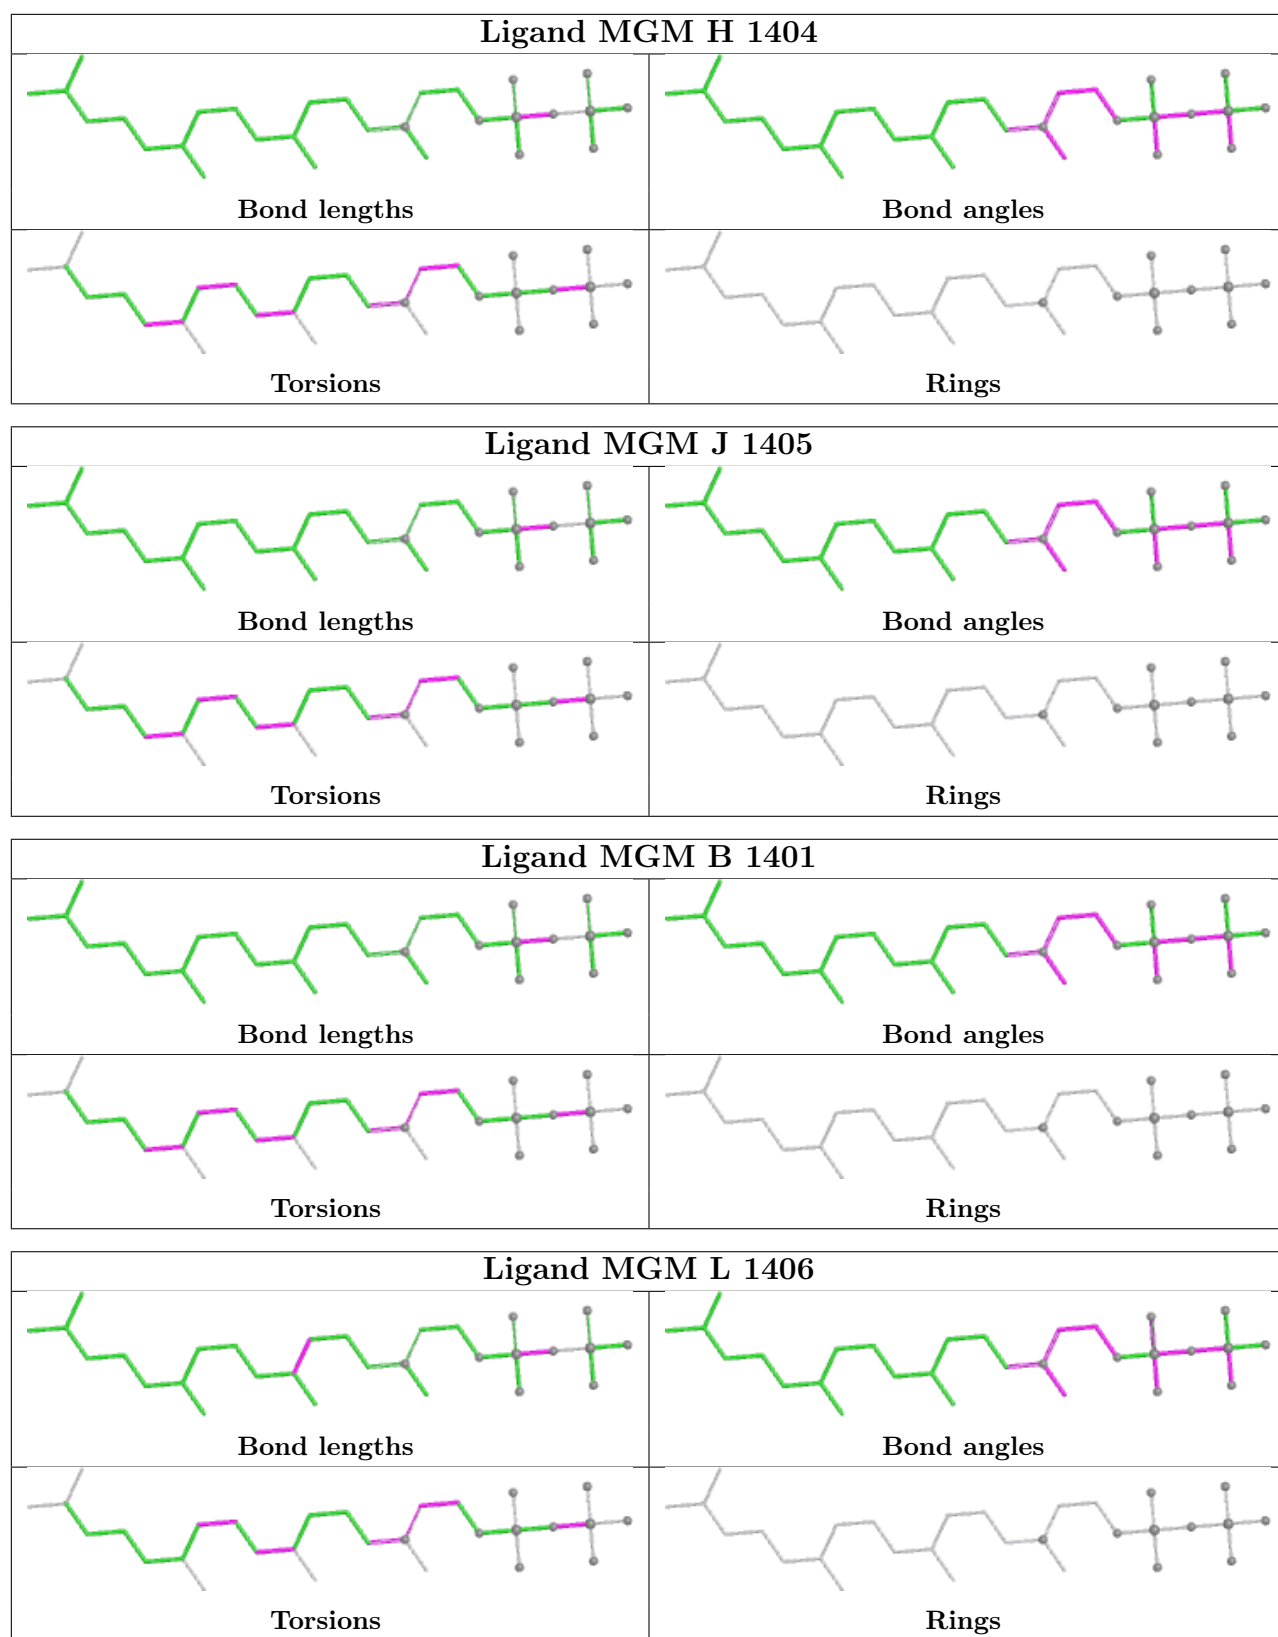 Ligand MGM H 1404
Bond lengths
Bond angles
Torsions
Rings
Ligand MGM J 1405
Bond lengths
Bond angles
Torsions
Rings
Ligand MGM B 1401
Bond lengths
Bond angles
Torsions
Rings
Ligand MGM L 1406
Bond lengths
Bond angles
Torsions
Rings